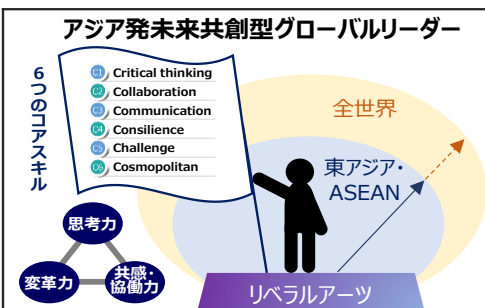 アジア発未来共創型グローバルリーダー
6つのコアスキル
C1 Critical thinking
C2 Collaboration
C3 Communication
C4 Consilience
C5 Challenge
C6 Cosmopolitan
全世界
東アジア・
ASEAN
思考力
変革力
共感・
協働力
リベラルアーツ